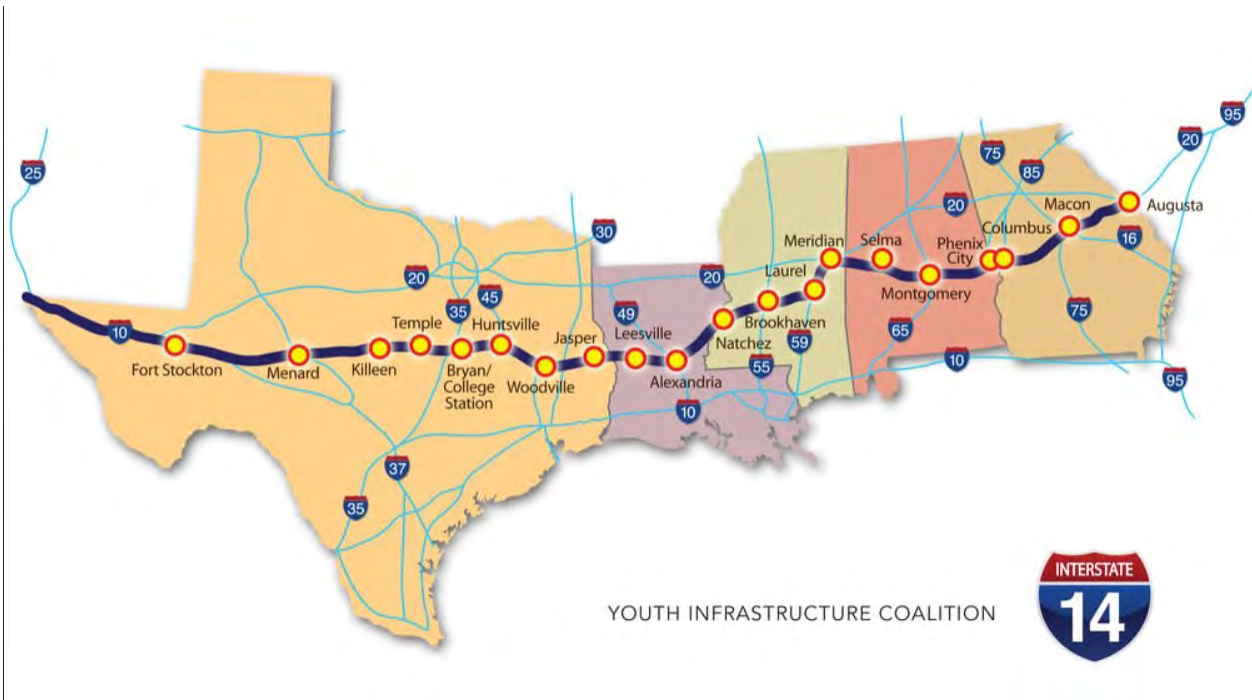 95
20
25
75
85
20
Macon
Augusta
Columbus
16
30
Meridian
Selma
Phenix
City
20
20
Laurel
Montgomery
45
35
49
75
10
Temple
Huntsville
Jasper
Leesville
Brookhaven
65
59
Natchez
Fort Stockton
Menard
Killeen
Bryan/
College
Station
Woodville
Alexandria
55
10
95
10
37
35
YOUTH INFRASTRUCTURE COALITION
INTERSTATE
14